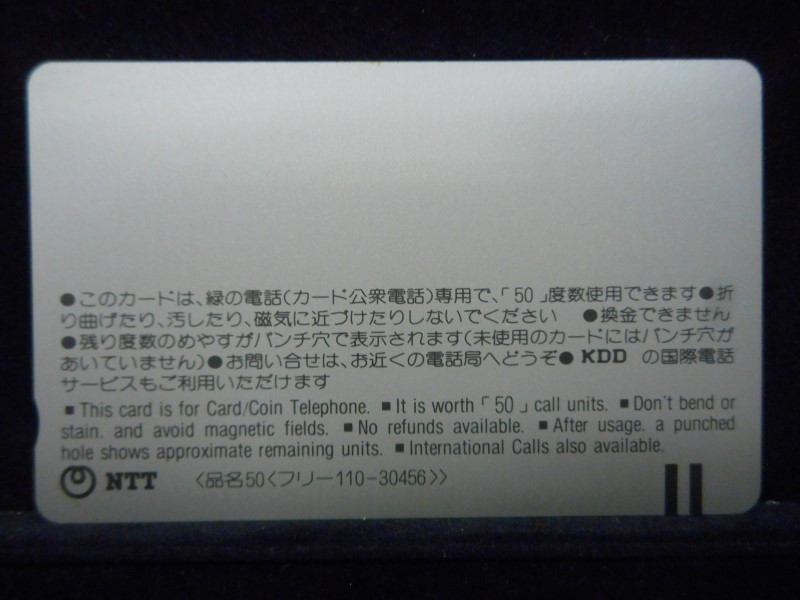 ●このカードは、緑の電話(カード公衆電話)専用で、「50」度数使用できます●折
り曲げたり、汚したり、磁気に近づけたりしないでください　●換金できません
●残り度数のめやすがパンチ穴で表示されます(未使用のカードにはパンチ穴が
あいていません)●お問い合せは、お近くの電話局へどうぞ● KDD の国際電話
サービスもご利用いただけます
■ This card is for Card/Coin Telephone. ■ It is worth「50」call units. ■ Don't bend or
stain. and avoid magnetic fields. ■ No refunds available. ■ After usage. a punched
hole shows approximate remaining units. ■ International Calls also available.
NTT 〈品名50〈フリー110-30456〉〉